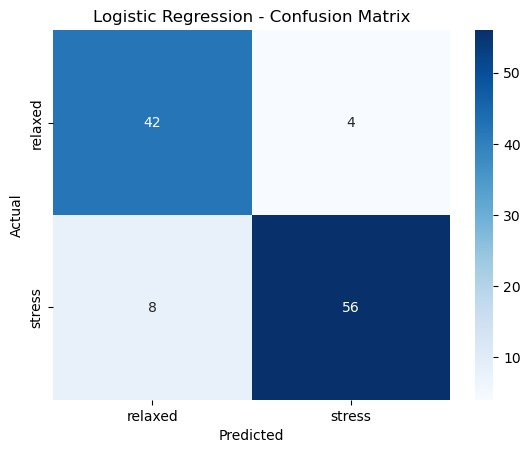 Logistic Regression - Confusion Matrix
relaxed
42
4
50
40
30
20
10
Actual
stress
8
56
relaxed
stress
Predicted